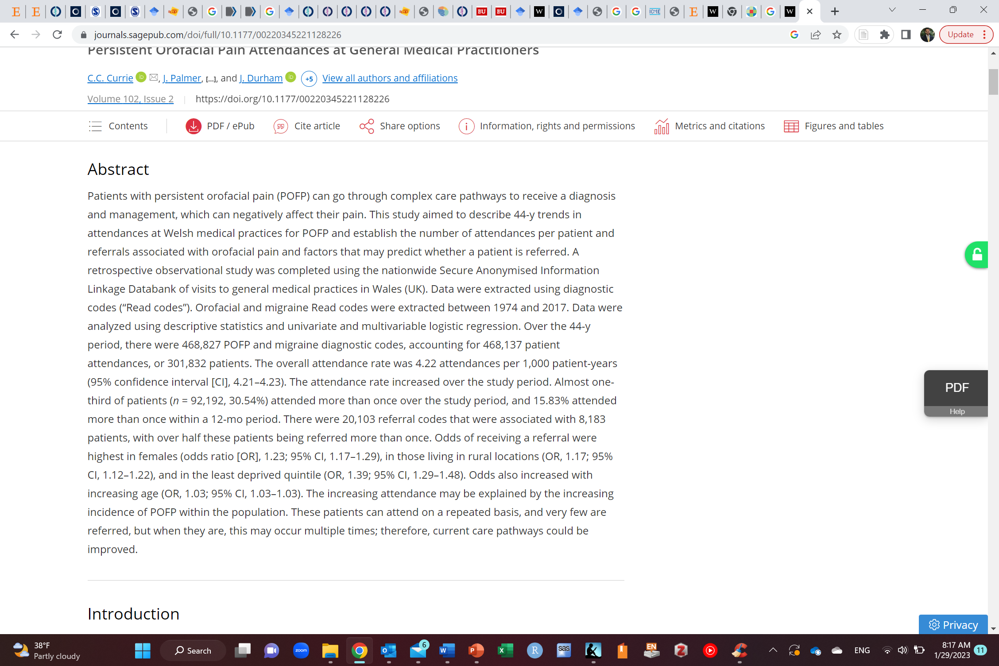 E E S S G G BU BU W G G ICMJE E W G W
journals.sagepub.com/doi/full/10.1177/00220345221128226
Update
Persistent Orofacial Pain Attendances at General Medical Practitioners
C.C. Currie iD, J. Palmer, [...], and J. Durham iD +5 View all authors and affiliations
Volume 102, Issue 2 | https://doi.org/10.1177/00220345221128226
Contents PDF / ePub Cite article Share options Information, rights and permissions Metrics and citations Figures and tables
Abstract
Patients with persistent orofacial pain (POFP) can go through complex care pathways to receive a diagnosis
and management, which can negatively affect their pain. This study aimed to describe 44-y trends in
attendances at Welsh medical practices for POFP and establish the number of attendances per patient and
referrals associated with orofacial pain and factors that may predict whether a patient is referred. A
retrospective observational study was completed using the nationwide Secure Anonymised Information
Linkage Databank of visits to general medical practices in Wales (UK). Data were extracted using diagnostic
codes (“Read codes”). Orofacial and migraine Read codes were extracted between 1974 and 2017. Data were
analyzed using descriptive statistics and univariate and multivariable logistic regression. Over the 44-y
period, there were 468,827 POFP and migraine diagnostic codes, accounting for 468,137 patient
attendances, or 301,832 patients. The overall attendance rate was 4.22 attendances per 1,000 patient-years
(95% confidence interval [CI], 4.21–4.23). The attendance rate increased over the study period. Almost one-
third of patients (n = 92,192, 30.54%) attended more than once over the study period, and 15.83% attended
more than once within a 12-mo period. There were 20,103 referral codes that were associated with 8,183
patients, with over half these patients being referred more than once. Odds of receiving a referral were
highest in females (odds ratio [OR], 1.23; 95% CI, 1.17–1.29), in those living in rural locations (OR, 1.17; 95%
CI, 1.12–1.22), and in the least deprived quintile (OR, 1.39; 95% CI, 1.29–1.48). Odds also increased with
increasing age (OR, 1.03; 95% CI, 1.03–1.03). The increasing attendance may be explained by the increasing
incidence of POFP within the population. These patients can attend on a repeated basis, and very few are
referred, but when they are, this may occur multiple times; therefore, current care pathways could be
improved.
PDF
Help
Introduction
Privacy
38°F
Partly cloudy
Search
zoom
6
W
P
X
R
sas
EN
Z
ENG
8:17 AM
1/29/2023
11